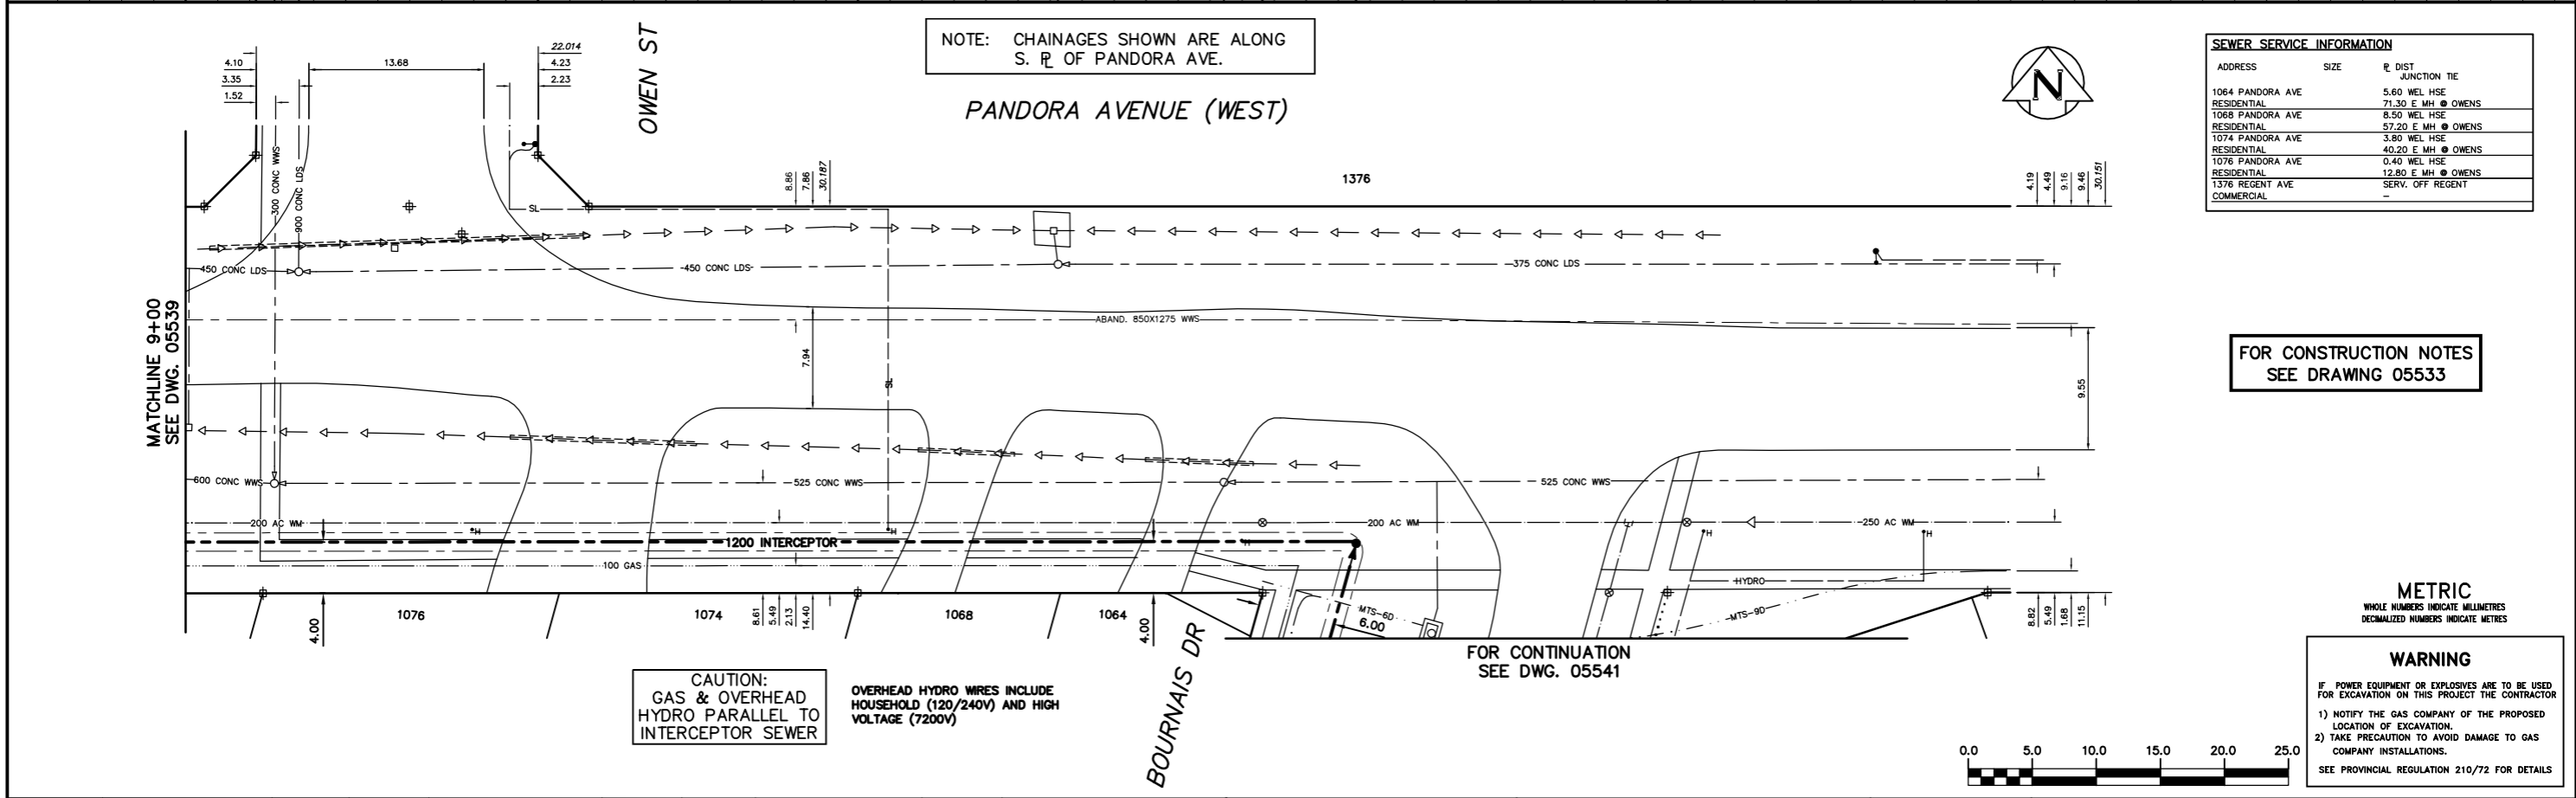 NOTE: CHAINAGES SHOWN ARE ALONG
S. PL OF PANDORA AVE.
PANDORA AVENUE (WEST)
OWEN ST
N
22.014
4.10
13.68
4.23
3.35
2.23
1.52
300 CONC WWS
900 CONC LDS
SL
8.86
7.86
30.187
1376
4.19
4.49
9.16
9.46
30.151
SEWER SERVICE INFORMATION
ADDRESS SIZE PL DIST
JUNCTION TIE
1064 PANDORA AVE 5.60 WEL HSE
RESIDENTIAL 71.30 E MH @ OWENS
1068 PANDORA AVE 8.50 WEL HSE
RESIDENTIAL 57.20 E MH @ OWENS
1074 PANDORA AVE 3.80 WEL HSE
RESIDENTIAL 40.20 E MH @ OWENS
1076 PANDORA AVE 0.40 WEL HSE
RESIDENTIAL 12.80 E MH @ OWENS
1376 REGENT AVE SERV. OFF REGENT
COMMERCIAL –
450 CONC LDS
450 CONC LDS
375 CONC LDS
MATCHLINE 9+00
SEE DWG. 05539
ABAND. 850X1275 WWS
7.94
SL
9.55
FOR CONSTRUCTION NOTES
SEE DRAWING 05533
600 CONC WWS
525 CONC WWS
525 CONC WWS
200 AC WM
200 AC WM
250 AC WM
H
H
H
H
H
1200 INTERCEPTOR
100 GAS
HYDRO
MTS-6D
MTS-9D
6.00
1076
1074
1068
1064
4.00
4.00
8.61
5.49
2.13
14.40
8.82
5.49
1.68
11.15
BOURNAIS DR
FOR CONTINUATION
SEE DWG. 05541
CAUTION:
GAS & OVERHEAD
HYDRO PARALLEL TO
INTERCEPTOR SEWER
OVERHEAD HYDRO WIRES INCLUDE
HOUSEHOLD (120/240V) AND HIGH
VOLTAGE (7200V)
METRIC
WHOLE NUMBERS INDICATE MILLIMETRES
DECIMALIZED NUMBERS INDICATE METRES
WARNING
IF POWER EQUIPMENT OR EXPLOSIVES ARE TO BE USED
FOR EXCAVATION ON THIS PROJECT THE CONTRACTOR
1) NOTIFY THE GAS COMPANY OF THE PROPOSED
LOCATION OF EXCAVATION.
2) TAKE PRECAUTION TO AVOID DAMAGE TO GAS
COMPANY INSTALLATIONS.
SEE PROVINCIAL REGULATION 210/72 FOR DETAILS
0.0 5.0 10.0 15.0 20.0 25.0